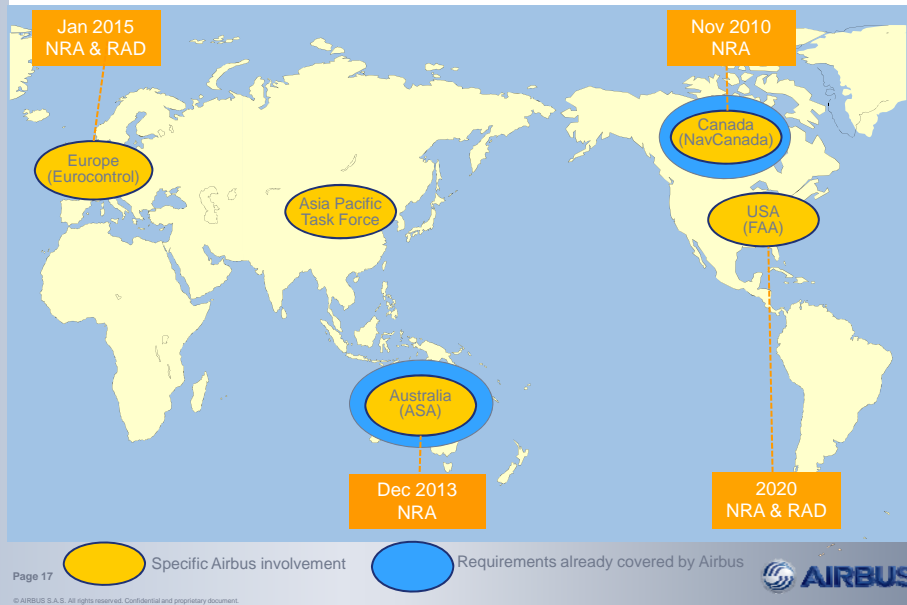 Jan 2015
NRA & RAD
Nov 2010
NRA
Canada
(NavCanada)
Europe
(Eurocontrol)
Asia Pacific
Task Force
USA
(FAA)
Australia
(ASA)
Dec 2013
NRA
2020
NRA & RAD
Specific Airbus involvement
Requirements already covered by Airbus
Page 17
AIRBUS
© AIRBUS S.A.S. All rights reserved. Confidential and proprietary document.